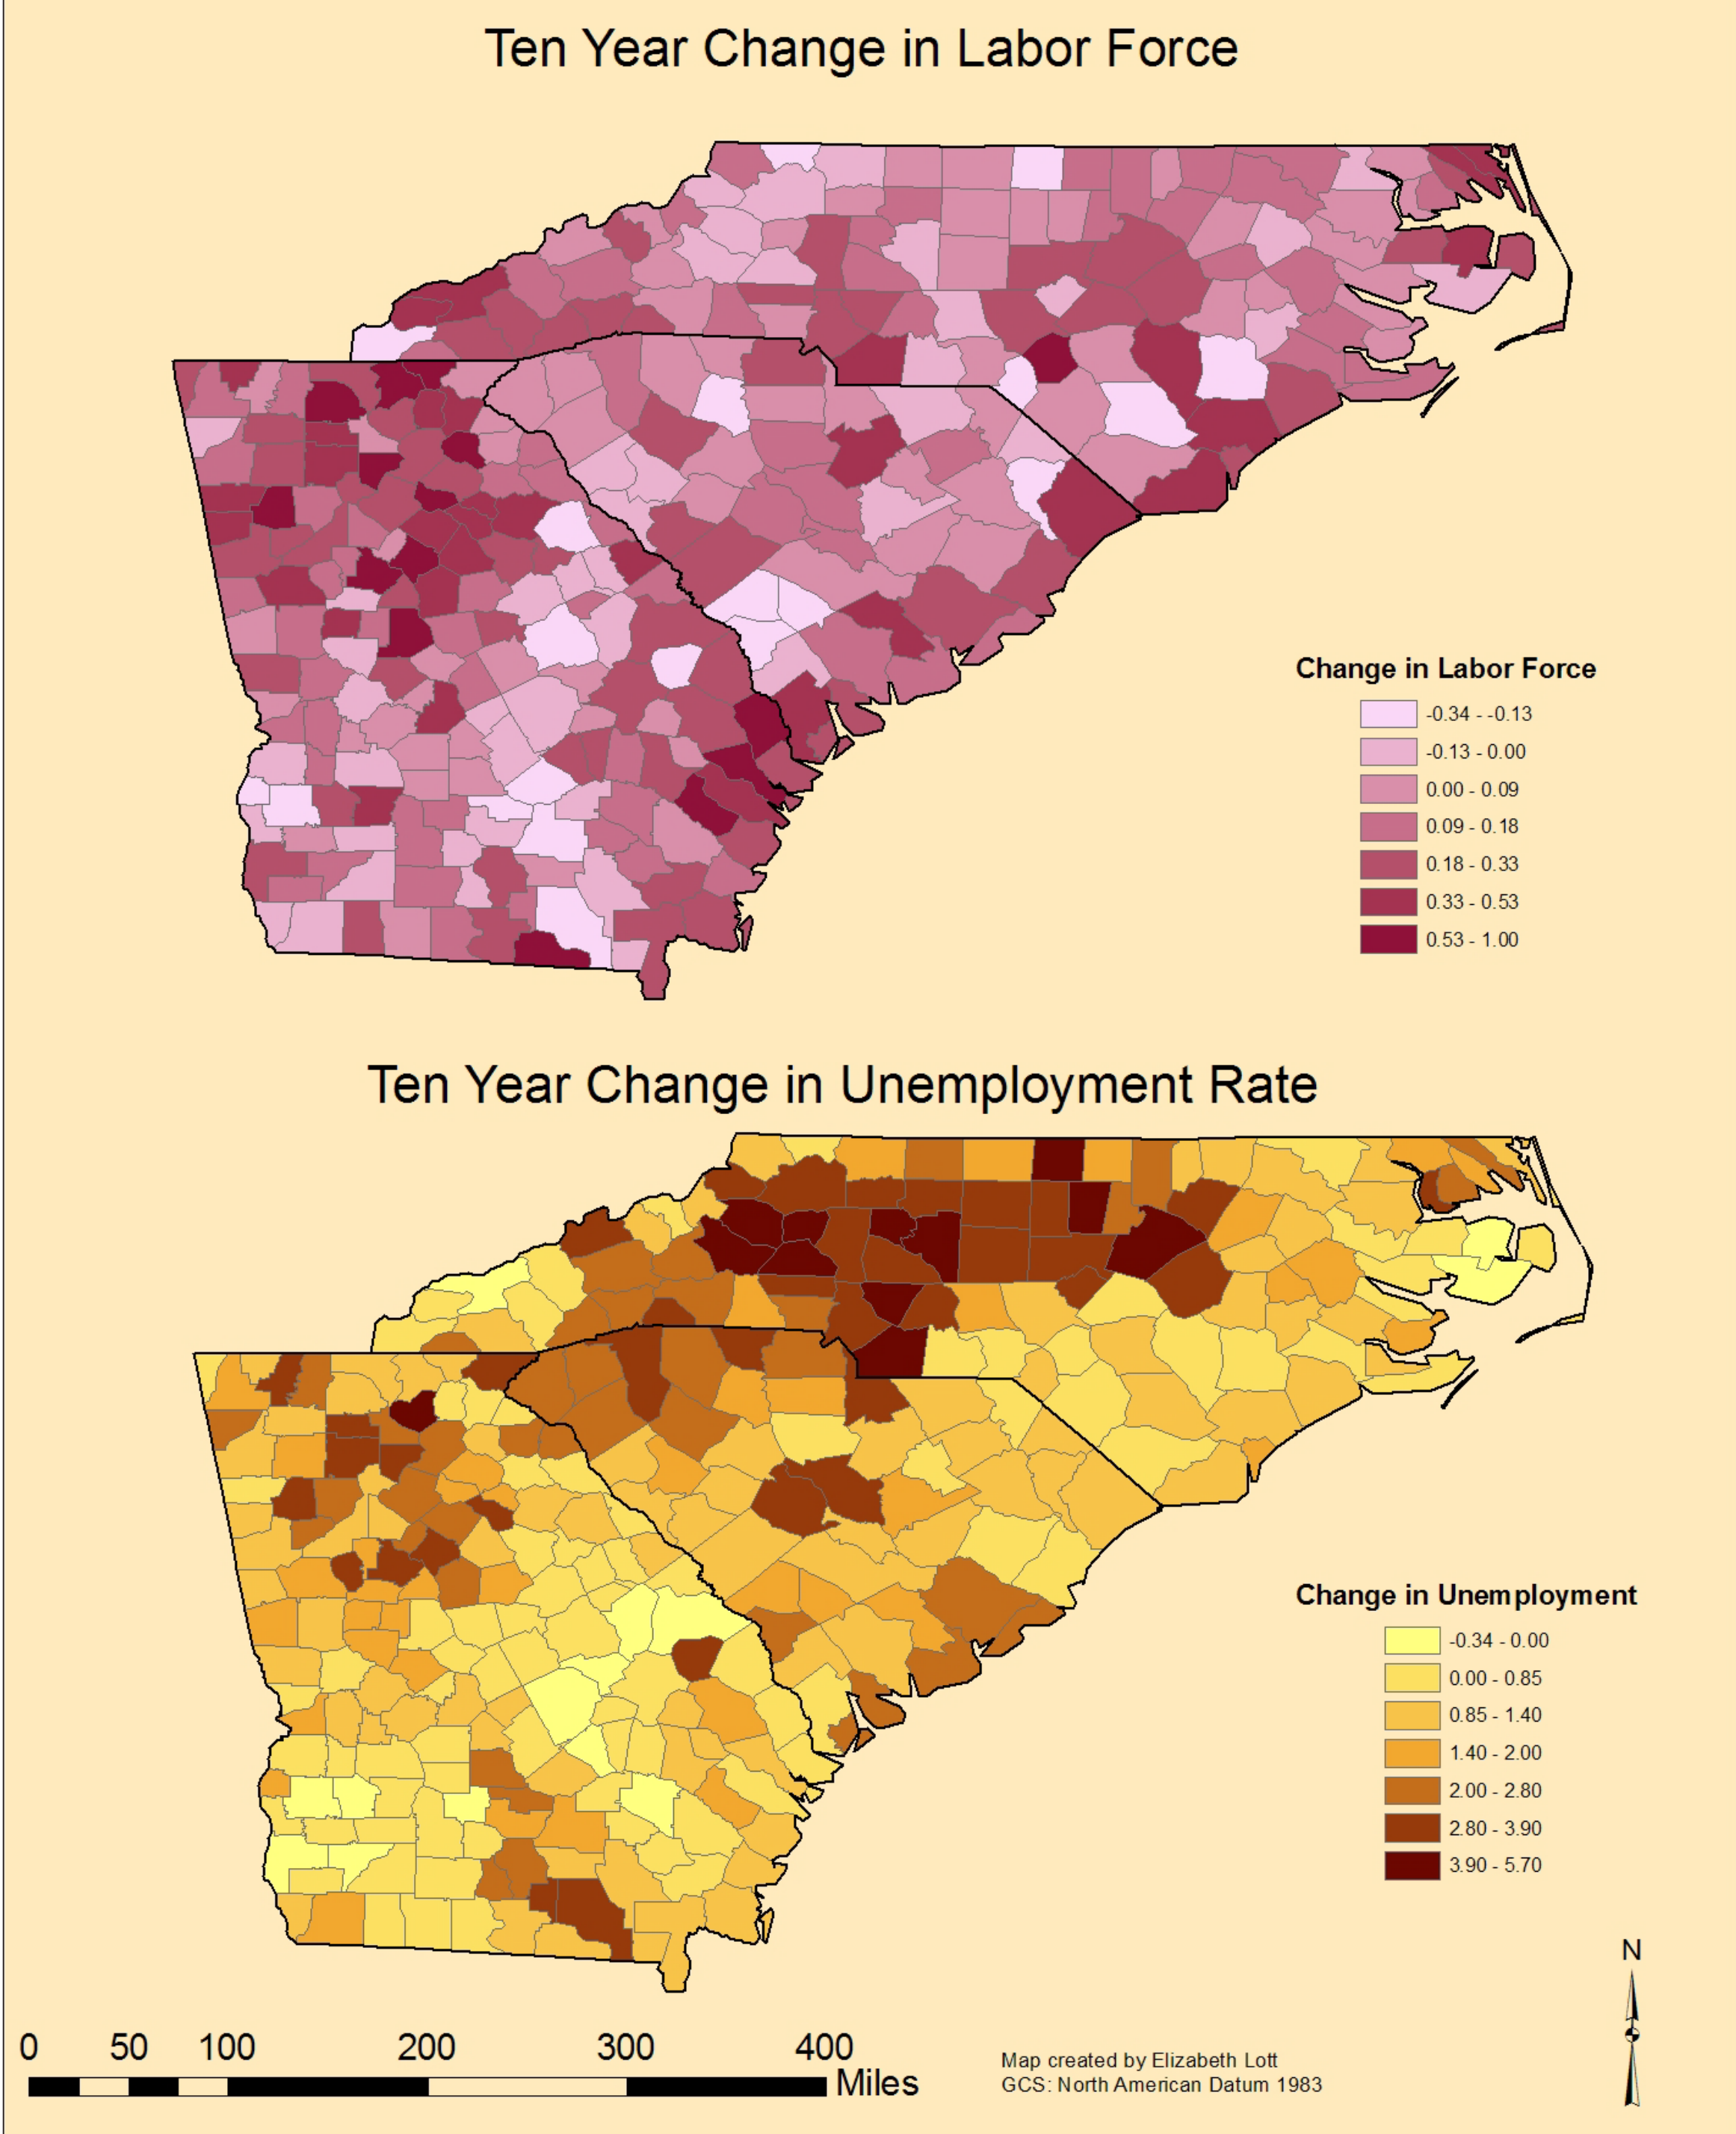 Ten Year Change in Labor Force
Change in Labor Force
-0.34 - -0.13
-0.13 - 0.00
0.00 - 0.09
0.09 - 0.18
0.18 - 0.33
0.33 - 0.53
0.53 - 1.00
Ten Year Change in Unemployment Rate
Change in Unemployment
-0.34 - 0.00
0.00 - 0.85
0.85 - 1.40
1.40 - 2.00
2.00 - 2.80
2.80 - 3.90
3.90 - 5.70
N
0 50 100 200 300 400
Miles
Map created by Elizabeth Lott
GCS: North American Datum 1983